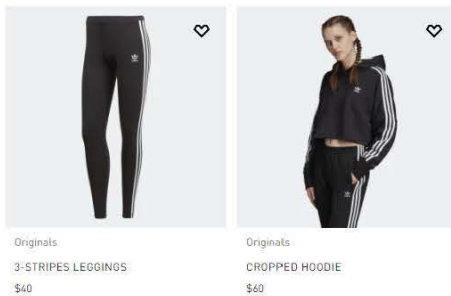 Originals
3-STRIPES LEGGINGS
$40
Originals
CROPPED HOODIE
$60